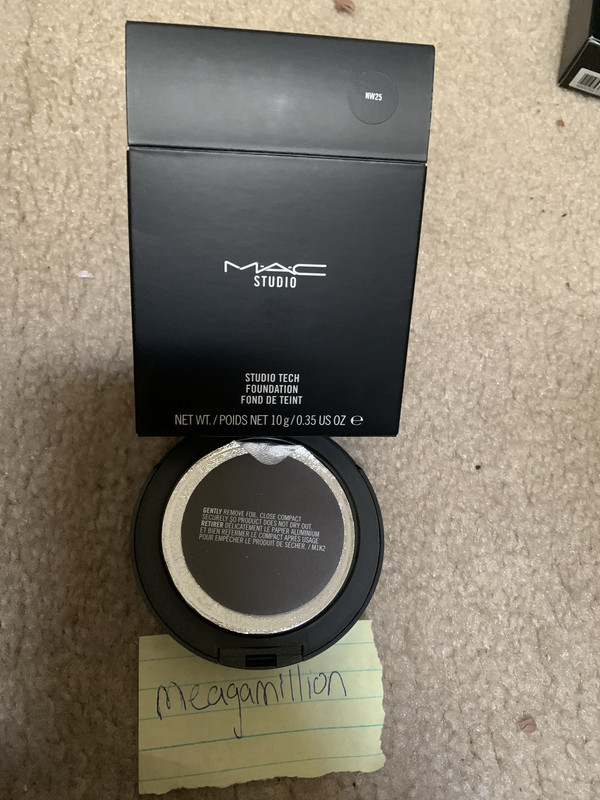 NW25
MAC
STUDIO
STUDIO TECH
FOUNDATION
FOND DE TEINT
NET WT. / POIDS NET 10 g / 0.35 US OZ ℮
GENTLY REMOVE FOIL. CLOSE COMPACT
SECURELY SO PRODUCT DOES NOT DRY OUT.
RETIRER DÉLICATEMENT LE PAPIER ALUMINIUM
ET BIEN REFERMER LE COMPACT APRÈS USAGE
POUR EMPÊCHER LE PRODUIT DE SÉCHER. / M1K2
meagamillion